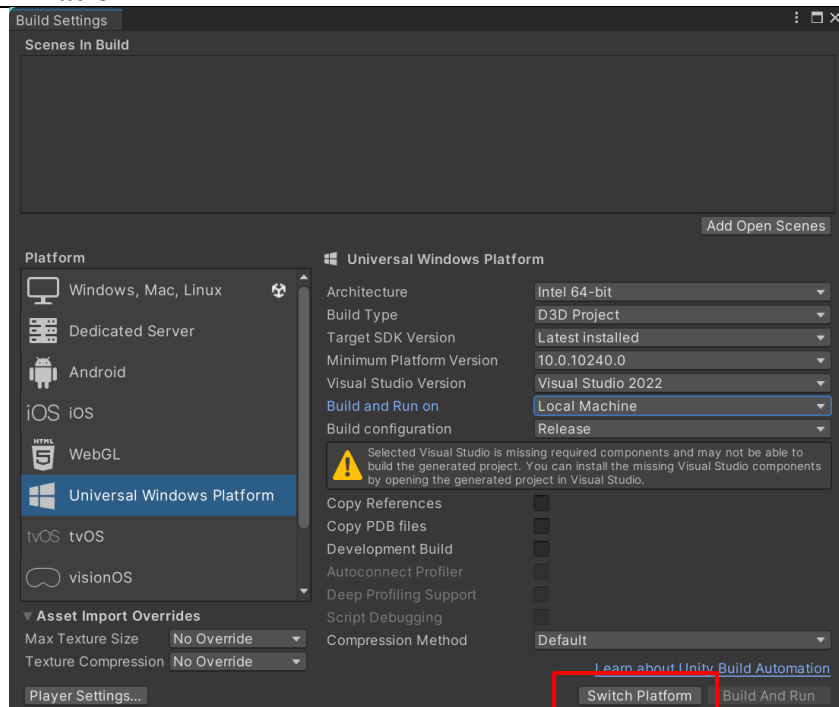 Build Settings
Scenes In Build
Add Open Scenes
Platform
Windows, Mac, Linux
Dedicated Server
Android
iOS iOS
HTML 5 WebGL
Universal Windows Platform
tvOS tvOS
visionOS
Asset Import Overrides
Max Texture Size No Override
Texture Compression No Override
Player Settings...
Universal Windows Platform
Architecture Intel 64-bit
Build Type D3D Project
Target SDK Version Latest installed
Minimum Platform Version 10.0.10240.0
Visual Studio Version Visual Studio 2022
Build and Run on Local Machine
Build configuration Release
Selected Visual Studio is missing required components and may not be able to
build the generated project. You can install the missing Visual Studio components
by opening the generated project in Visual Studio.
Copy References
Copy PDB files
Development Build
Autoconnect Profiler
Deep Profiling Support
Script Debugging
Compression Method Default
Learn about Unity Build Automation
Switch Platform Build And Run